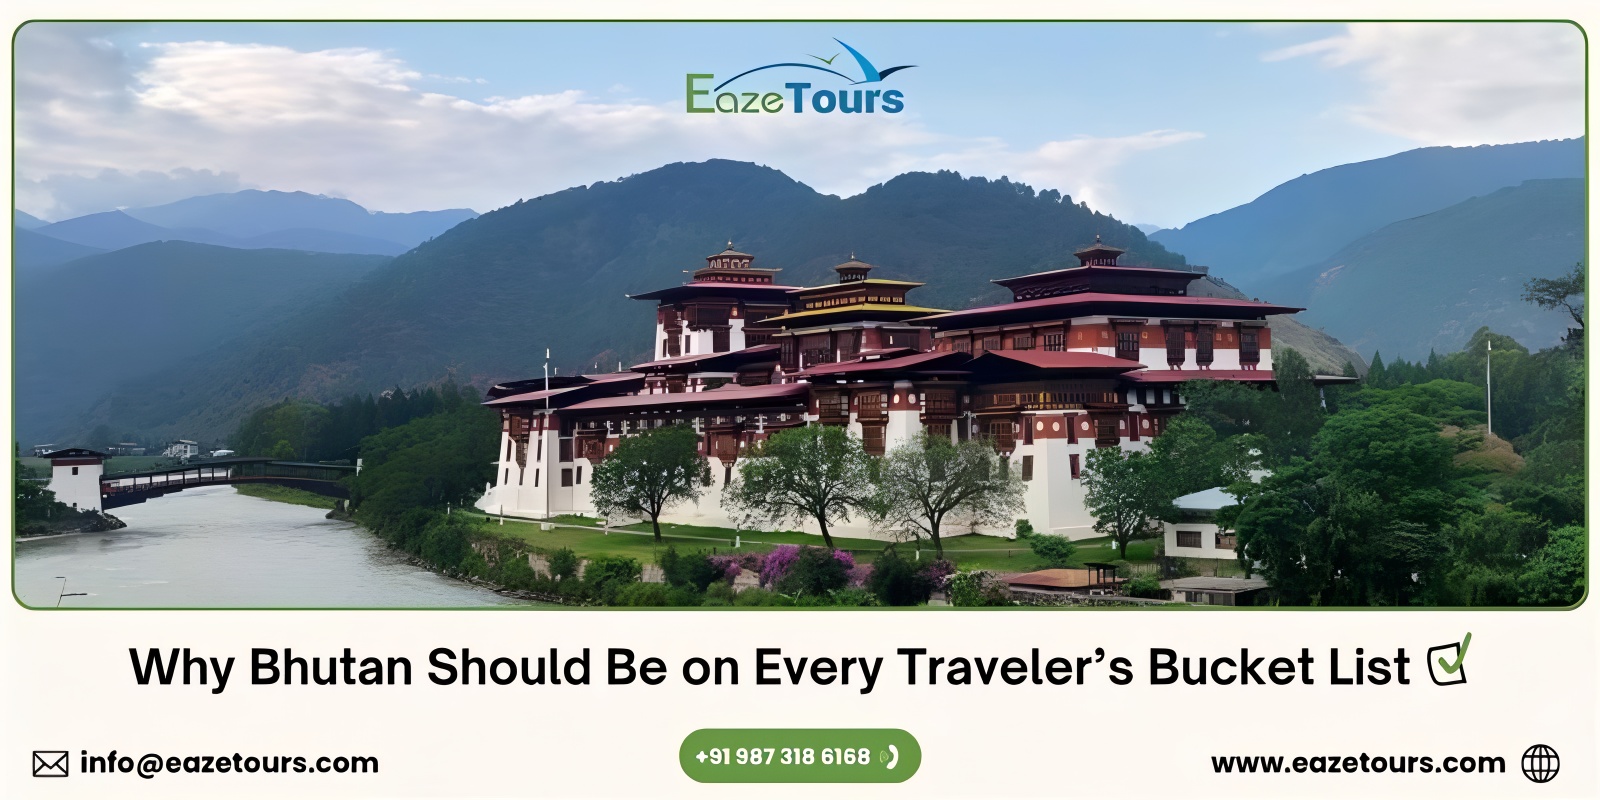 EazeTours
Why Bhutan Should Be on Every Traveler’s Bucket List
info@eazetours.com
+91 987 318 6168
www.eazetours.com